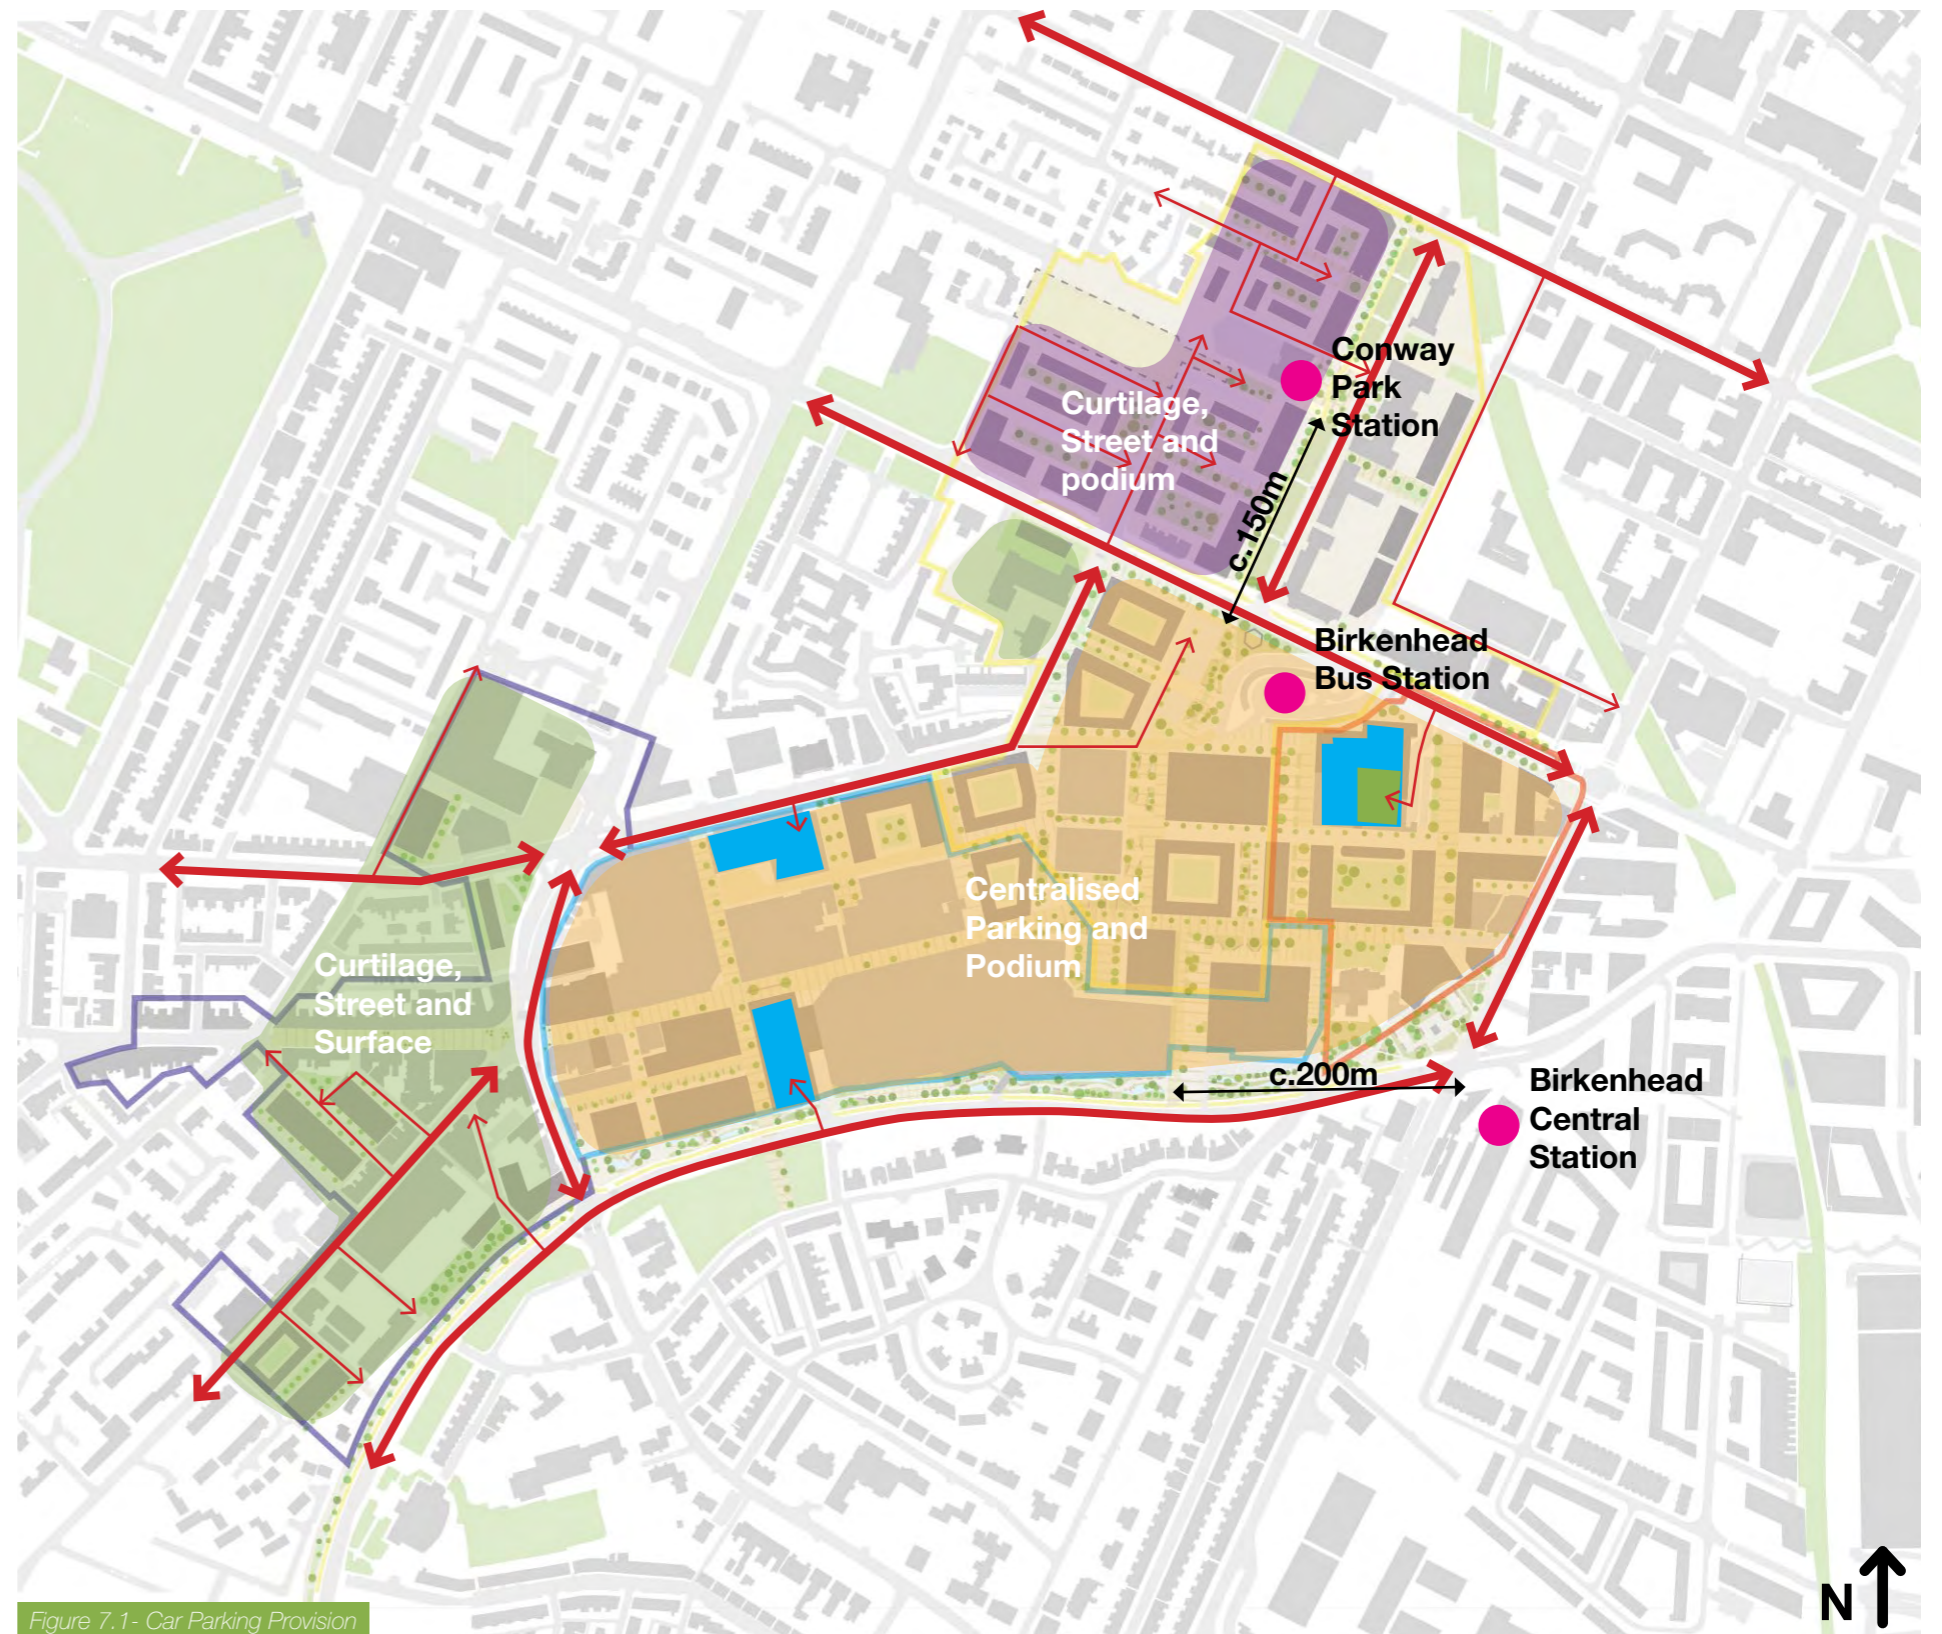 Conway
Park
Station
Curtilage,
Street and
podium
c.150m
Birkenhead
Bus Station
Centralised
Parking and
Podium
Curtilage,
Street and
Surface
c.200m
Birkenhead
Central
Station
N
Figure 7.1- Car Parking Provision